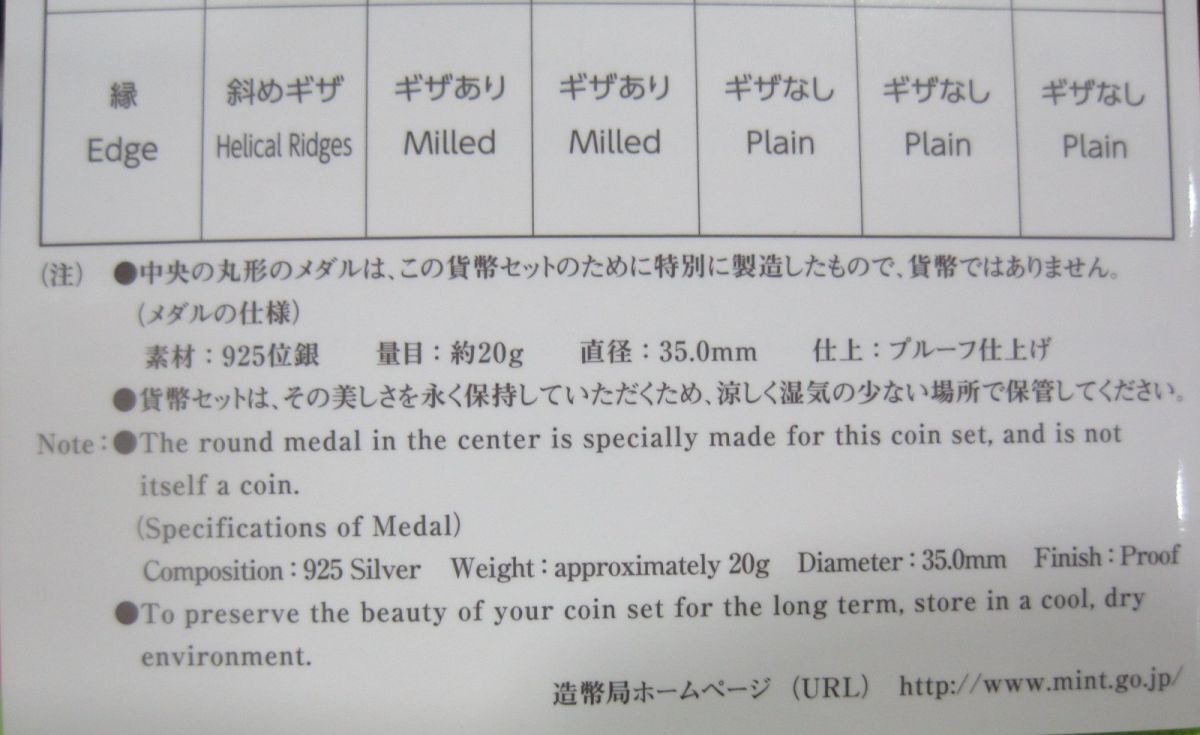 縁 斜めギザ ギザあり ギザあり ギザなし ギザなし ギザなし
Edge Helical Ridges Milled Milled Plain Plain Plain
(注) ●中央の丸形のメダルは、この貨幣セットのために特別に製造したもので、貨幣ではありません。
(メダルの仕様)
素材：925位銀 量目：約20g 直径：35.0mm 仕上：プルーフ仕上げ
●貨幣セットは、その美しさを永く保持していただくため、涼しく湿気の少ない場所で保管してください。
Note：●The round medal in the center is specially made for this coin set, and is not
itself a coin.
(Specifications of Medal)
Composition：925 Silver Weight：approximately 20g Diameter：35.0mm Finish：Proof
●To preserve the beauty of your coin set for the long term, store in a cool, dry
environment.
造幣局ホームページ (URL) http://www.mint.go.jp/